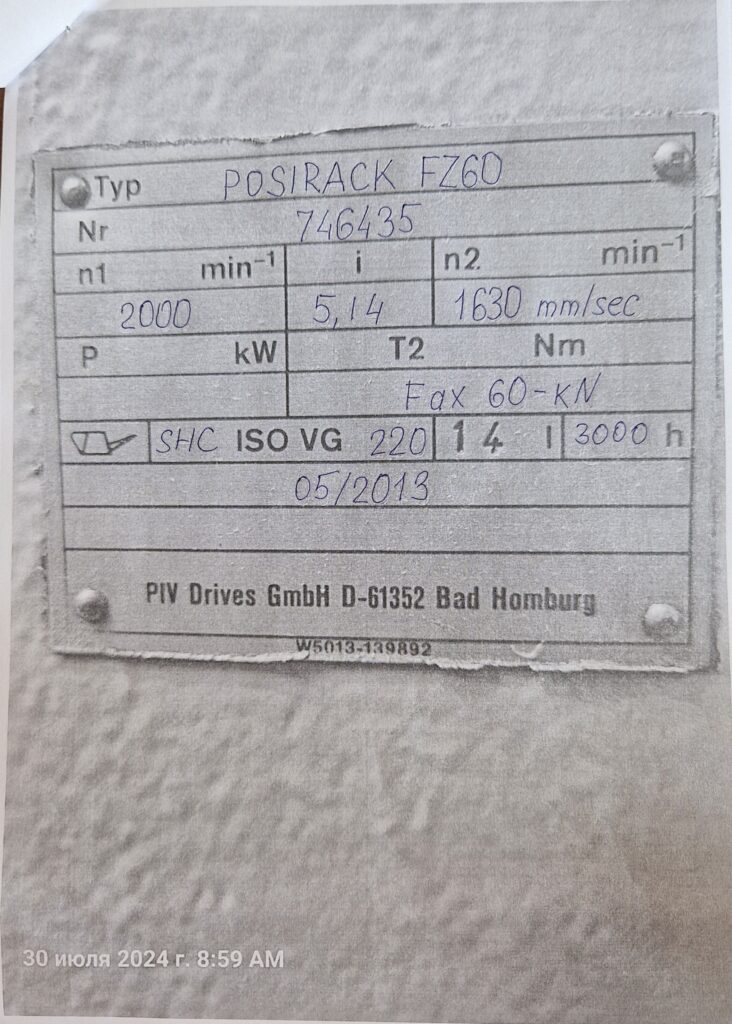 Typ POSIRACK FZ60
Nr 746435
n1 min⁻¹ i n2 min⁻¹
2000 5,14 1630 mm/sec
P kW T2 Nm
Fax 60-KN
SHC ISO VG 220 14 l 3000 h
05/2013
PIV Drives GmbH D-61352 Bad Homburg
W5013-139892
30 июля 2024 г. 8:59 AM